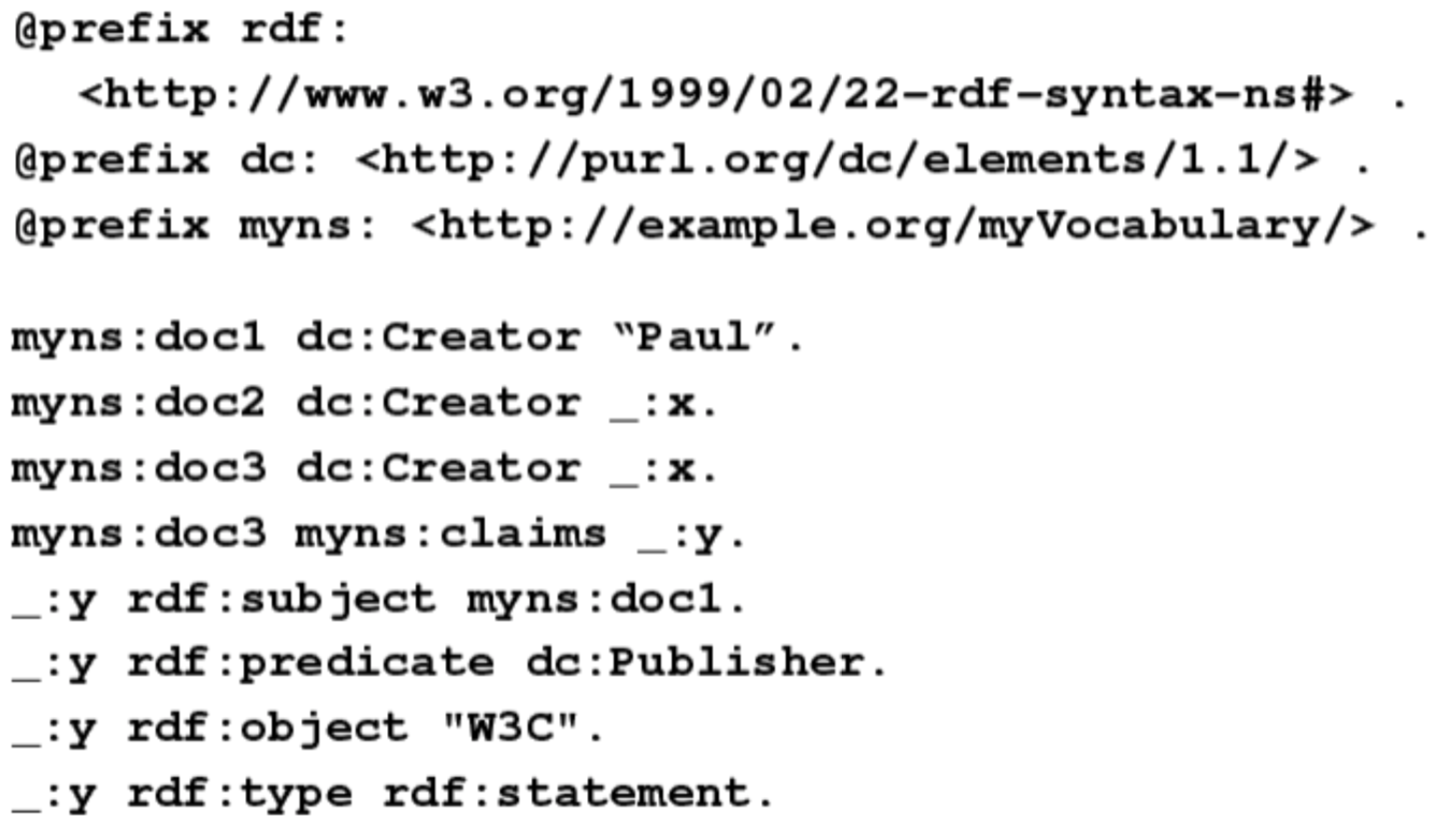 @prefix rdf:
<http://www.w3.org/1999/02/22-rdf-syntax-ns#> .
@prefix dc: <http://purl.org/dc/elements/1.1/> .
@prefix myns: <http://example.org/myVocabulary/> .
myns:doc1 dc:Creator “Paul”.
myns:doc2 dc:Creator _:x.
myns:doc3 dc:Creator _:x.
myns:doc3 myns:claims _:y.
_:y rdf:subject myns:doc1.
_:y rdf:predicate dc:Publisher.
_:y rdf:object "W3C".
_:y rdf:type rdf:statement.